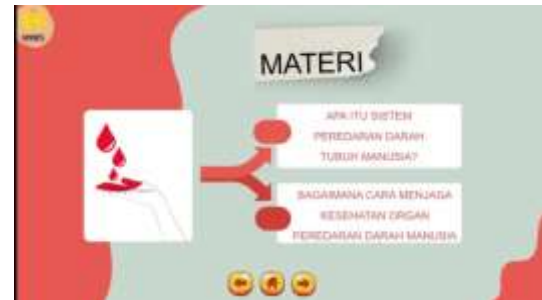 MATERI
APA ITU SISTEM
PEREDARAN DARAH
TUBUH MANUSIA?
BAGAIMANA CARA MENJAGA
KESEHATAN ORGAN
PEREDARAN DARAH MANUSIA